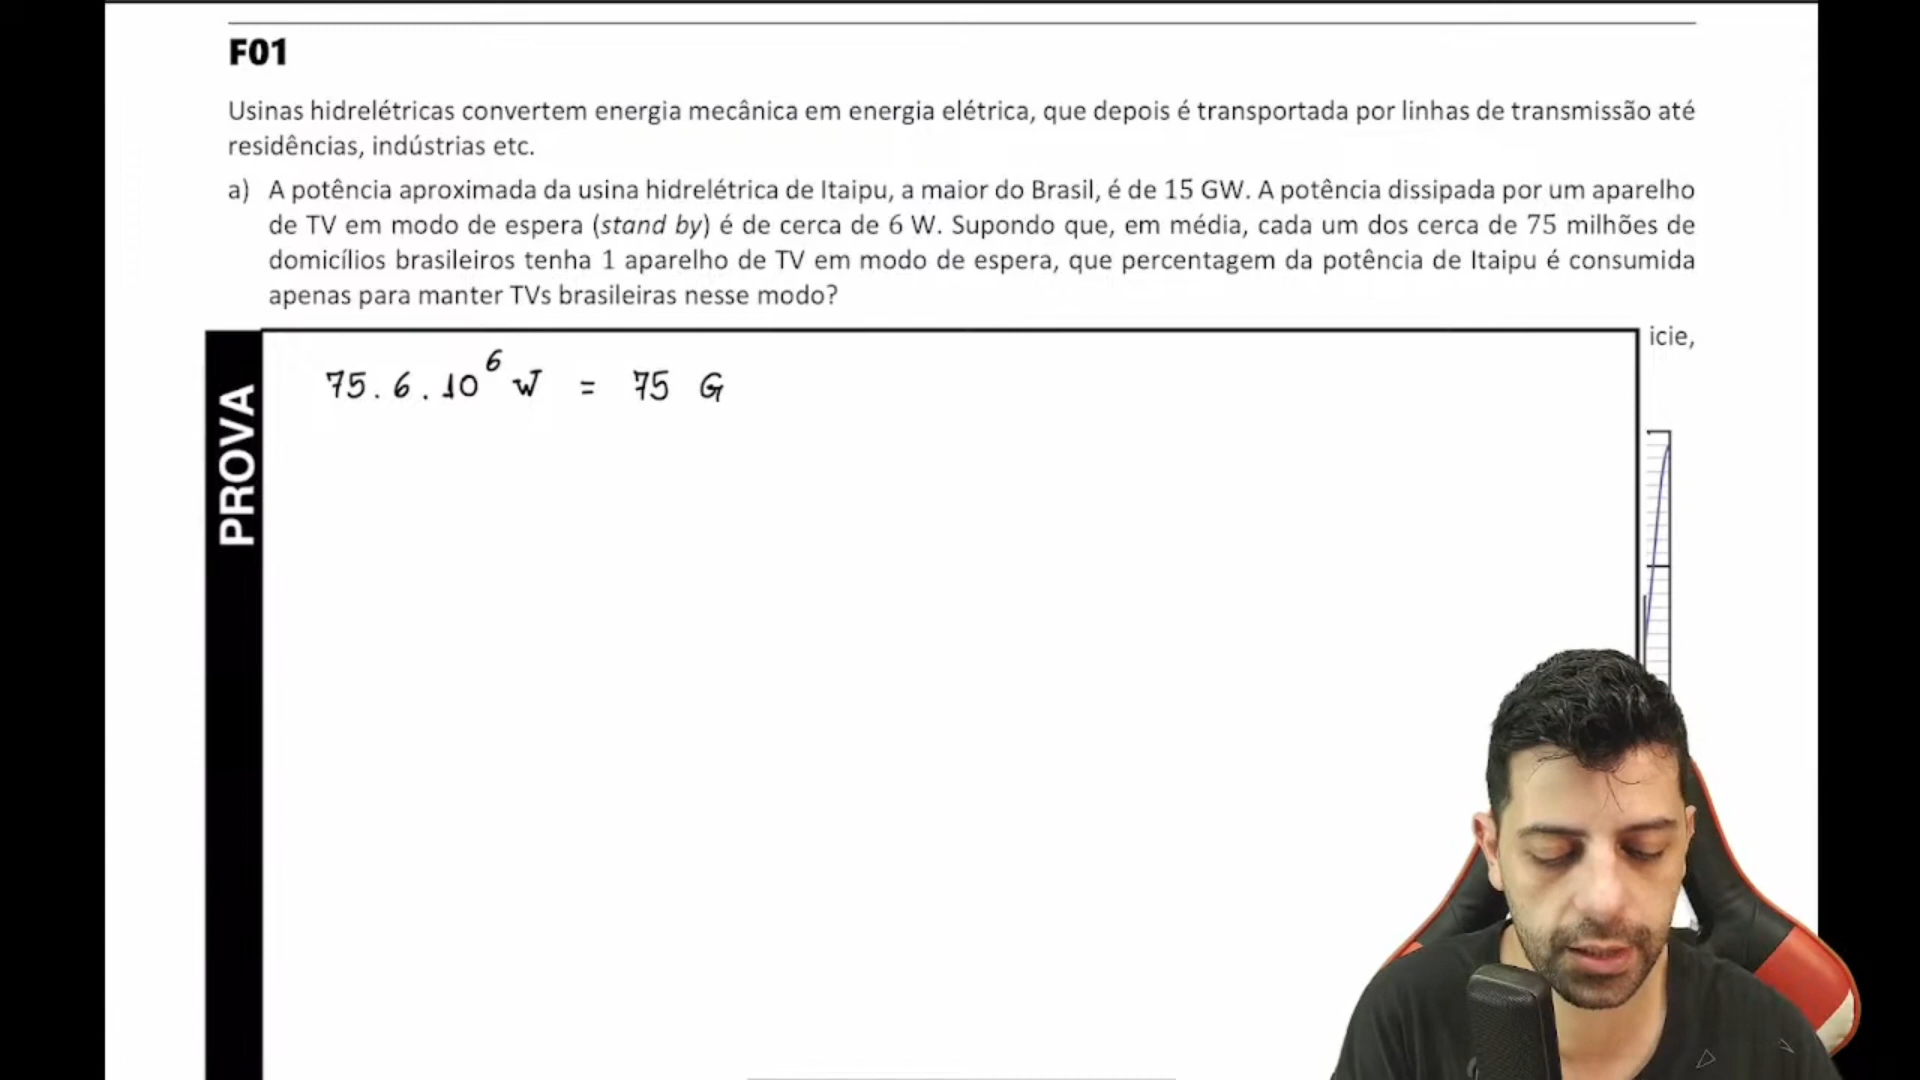 F01
Usinas hidrelétricas convertem energia mecânica em energia elétrica, que depois é transportada por linhas de transmissão até
residências, indústrias etc.
a) A potência aproximada da usina hidrelétrica de Itaipu, a maior do Brasil, é de 15 GW. A potência dissipada por um aparelho
de TV em modo de espera (stand by) é de cerca de 6 W. Supondo que, em média, cada um dos cerca de 75 milhões de
domicílios brasileiros tenha 1 aparelho de TV em modo de espera, que percentagem da potência de Itaipu é consumida
apenas para manter TVs brasileiras nesse modo?
icie,
PROVA
75.6.10⁶ W = 75 G